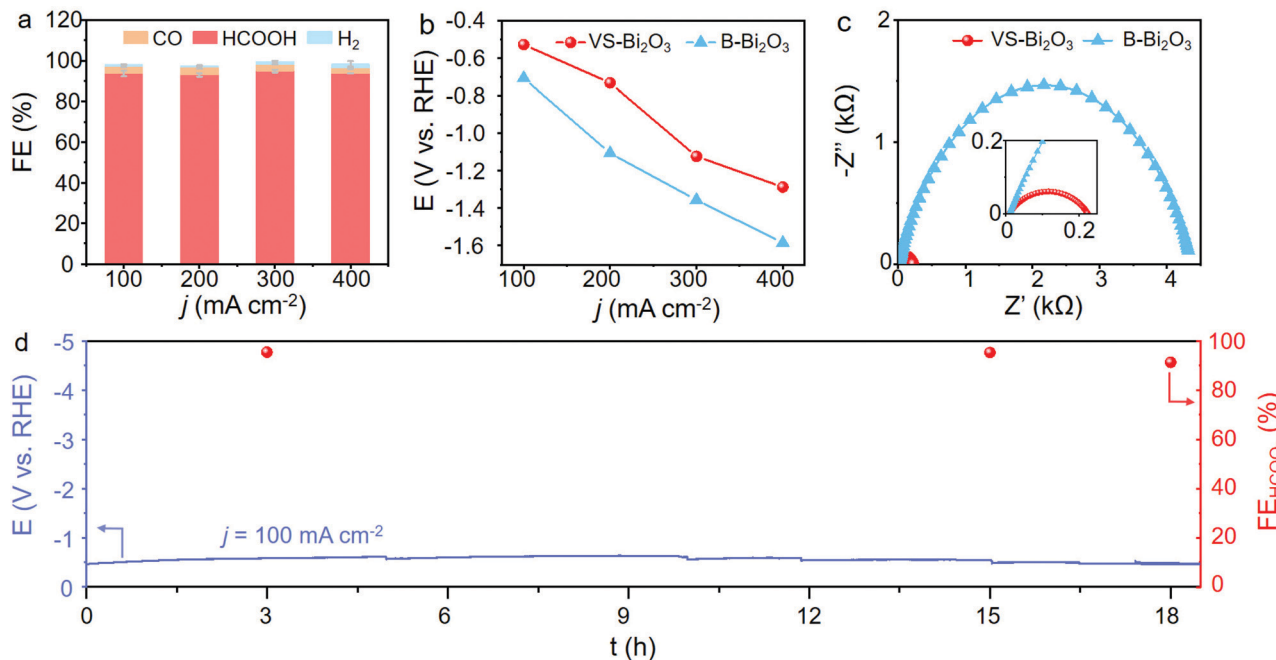 a
FE (%)
120
100
80
60
40
20
0
CO
HCOOH
H₂
100
200
300
400
j (mA cm⁻²)
b
E (V vs. RHE)
-0.4
-0.6
-0.8
-1.0
-1.2
-1.4
-1.6
VS-Bi₂O₃
B-Bi₂O₃
100
200
300
400
j (mA cm⁻²)
c
-Z'' (kΩ)
2
1
0
VS-Bi₂O₃
B-Bi₂O₃
0.2
0
0
0.2
0
1
2
3
4
Z' (kΩ)
d
E (V vs. RHE)
-5
-4
-3
-2
-1
0
j = 100 mA cm⁻²
0
3
6
9
12
15
18
t (h)
100
80
60
40
20
0
FE_HCOO₋ (%)